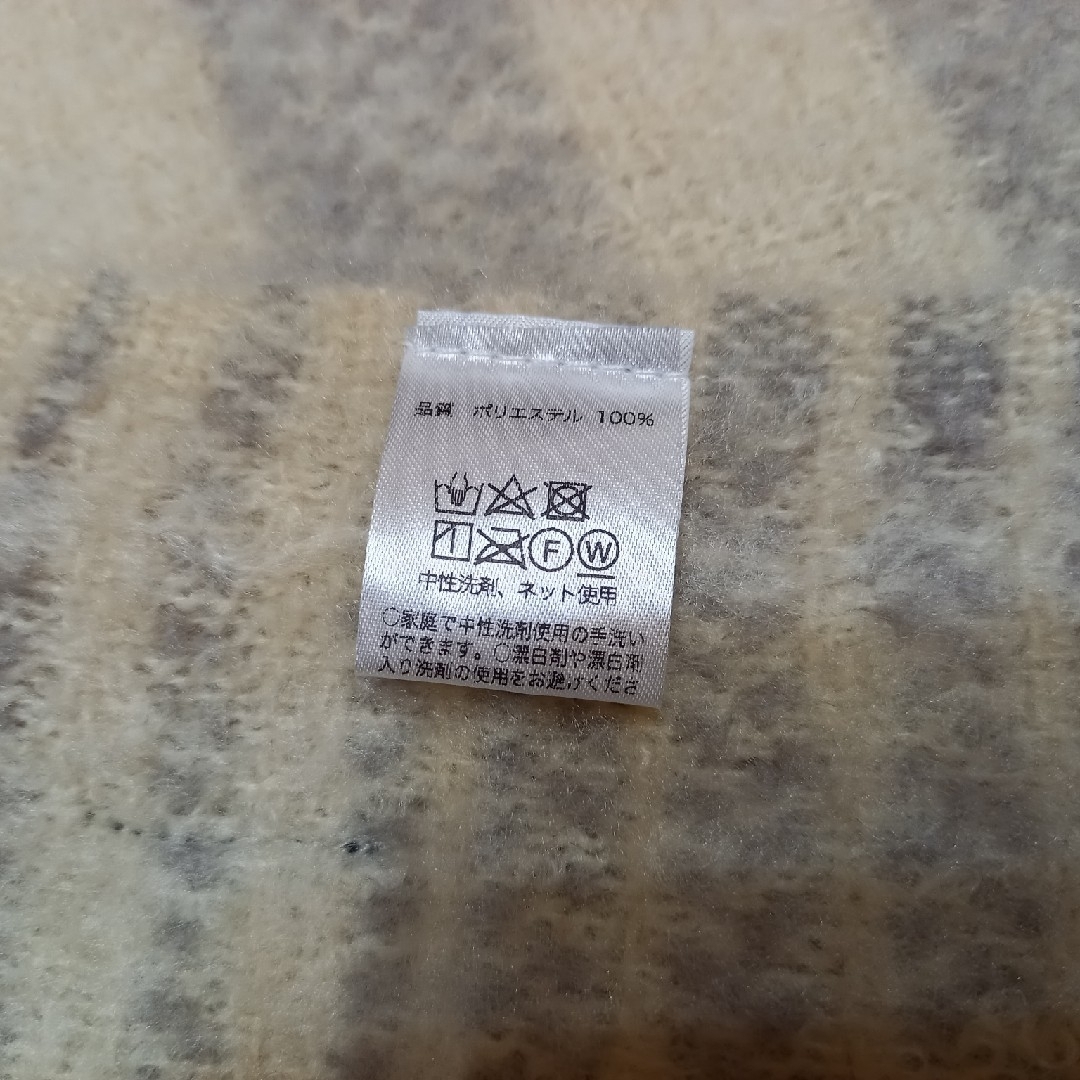 品質 ポリエステル 100%
F W
中性洗剤、ネット使用
○家庭で中性洗剤使用の手洗い
ができます。○漂白剤や漂白剤
入り洗剤の使用をお避けくださ